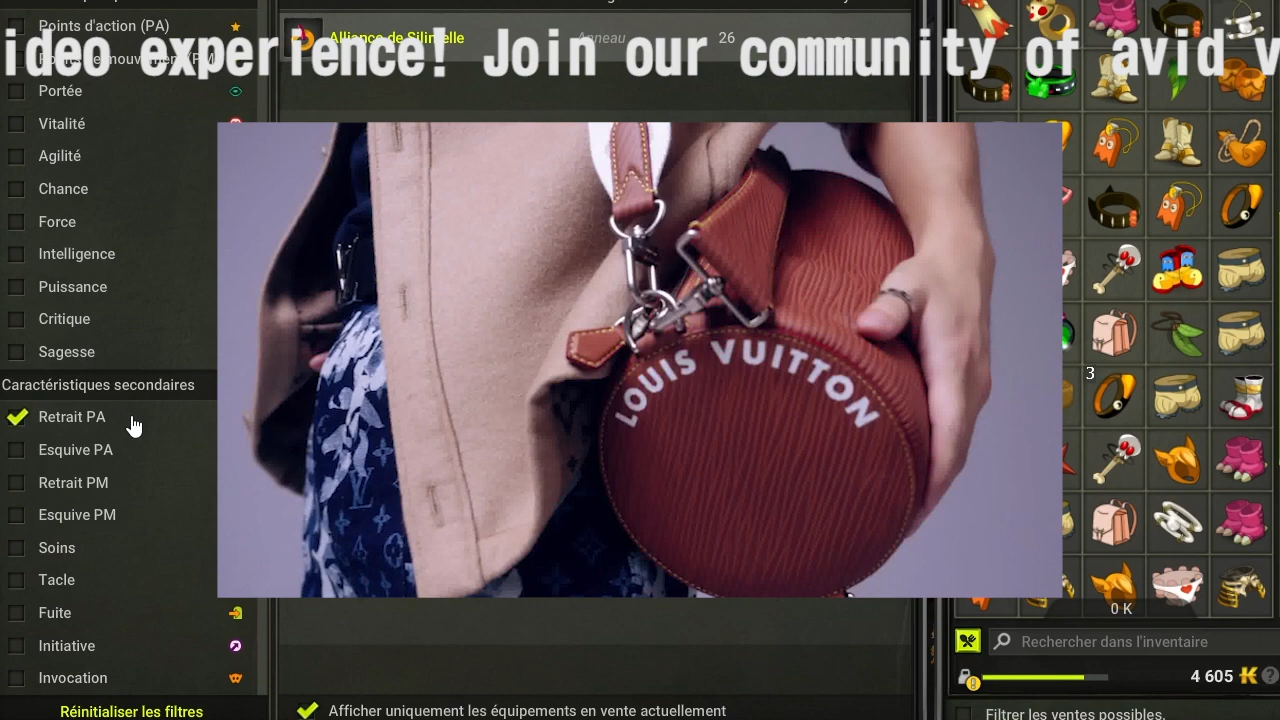 Points d'action (PA)
Alliance de Silimelle
Anneau
26
ideo experience! Join our community of avid v
Portée
Vitalité
Agilité
Chance
Force
Intelligence
Puissance
Critique
Sagesse
Caractéristiques secondaires
Retrait PA
Esquive PA
Retrait PM
Esquive PM
Soins
Tacle
Fuite
Initiative
Invocation
Réinitialiser les filtres
LOUIS VUITTON
3
0 K
Rechercher dans l'inventaire
4 605 K
Afficher uniquement les équipements en vente actuellement
Filtrer les ventes possibles.